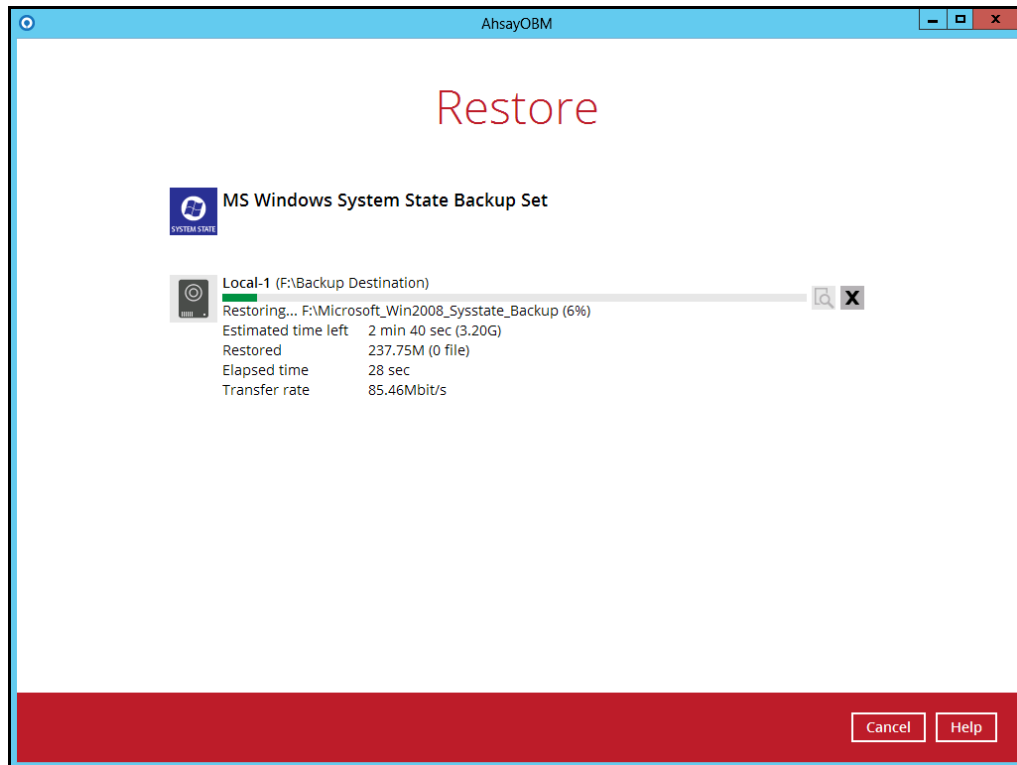 AhsayOBM
Restore
MS Windows System State Backup Set
SYSTEM STATE
Local-1 (F:\Backup Destination)
Restoring... F:\Microsoft_Win2008_Sysstate_Backup (6%)
Estimated time left 2 min 40 sec (3.20G)
Restored 237.75M (0 file)
Elapsed time 28 sec
Transfer rate 85.46Mbit/s
Cancel Help